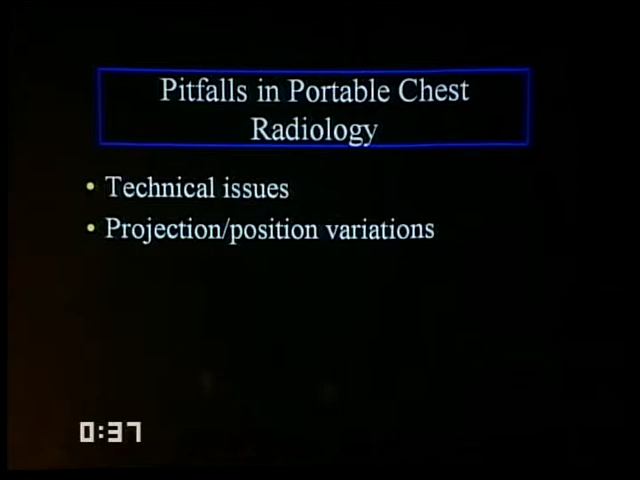 Pitfalls in Portable Chest
Radiology
• Technical issues
• Projection/position variations
0:37